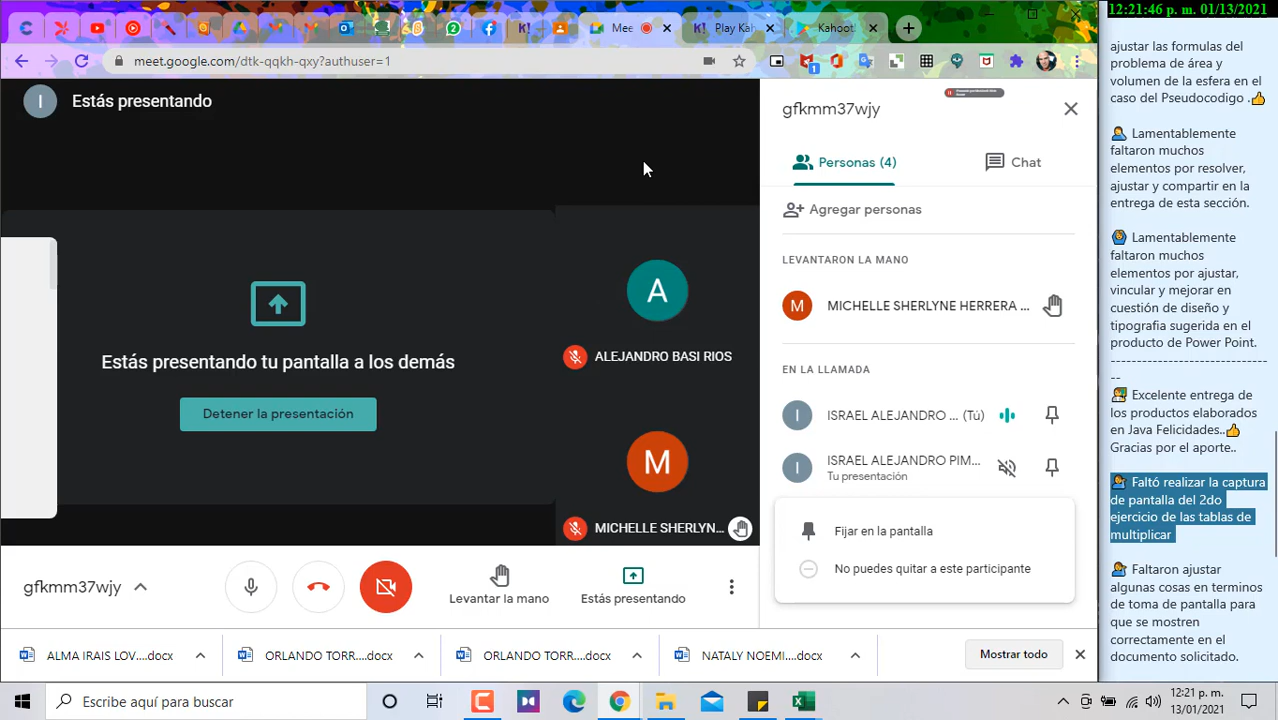 12:21:46 p. m. 01/13/2021
Mee
Play Kah
Kahoot!
meet.google.com/dtk-qqkh-qxy?authuser=1
I
Estás presentando
Estás presentando tu pantalla a los demás
Detener la presentación
A
ALEJANDRO BASI RIOS
M
MICHELLE SHERLYN...
gfkmm37wjy
Levantar la mano
Estás presentando
gfkmm37wjy
Personas (4)
Chat
Agregar personas
LEVANTARON LA MANO
M
MICHELLE SHERLYNE HERRERA ...
EN LA LLAMADA
I
ISRAEL ALEJANDRO ... (Tú)
I
ISRAEL ALEJANDRO PIM...
Tu presentación
Fijar en la pantalla
No puedes quitar a este participante
ajustar las formulas del
problema de área y
volumen de la esfera en el
caso del Pseudocodigo .👍
Lamentablemente
faltaron muchos
elementos por resolver,
ajustar y compartir en la
entrega de esta sección.
Lamentablemente
faltaron muchos
elementos por ajustar,
vincular y mejorar en
cuestión de diseño y
tipografia sugerida en el
producto de Power Point.
------------------------------
--
Excelente entrega de
los productos elaborados
en Java Felicidades..👍
Gracias por el aporte..
Faltó realizar la captura
de pantalla del 2do
ejercicio de las tablas de
multiplicar
Faltaron ajustar
algunas cosas en terminos
de toma de pantalla para
que se mostren
correctamente en el
documento solicitado.
ALMA IRAIS LOV....docx
ORLANDO TORR....docx
ORLANDO TORR....docx
NATALY NOEMI....docx
Mostrar todo
Escribe aquí para buscar
12:21 p. m.
13/01/2021